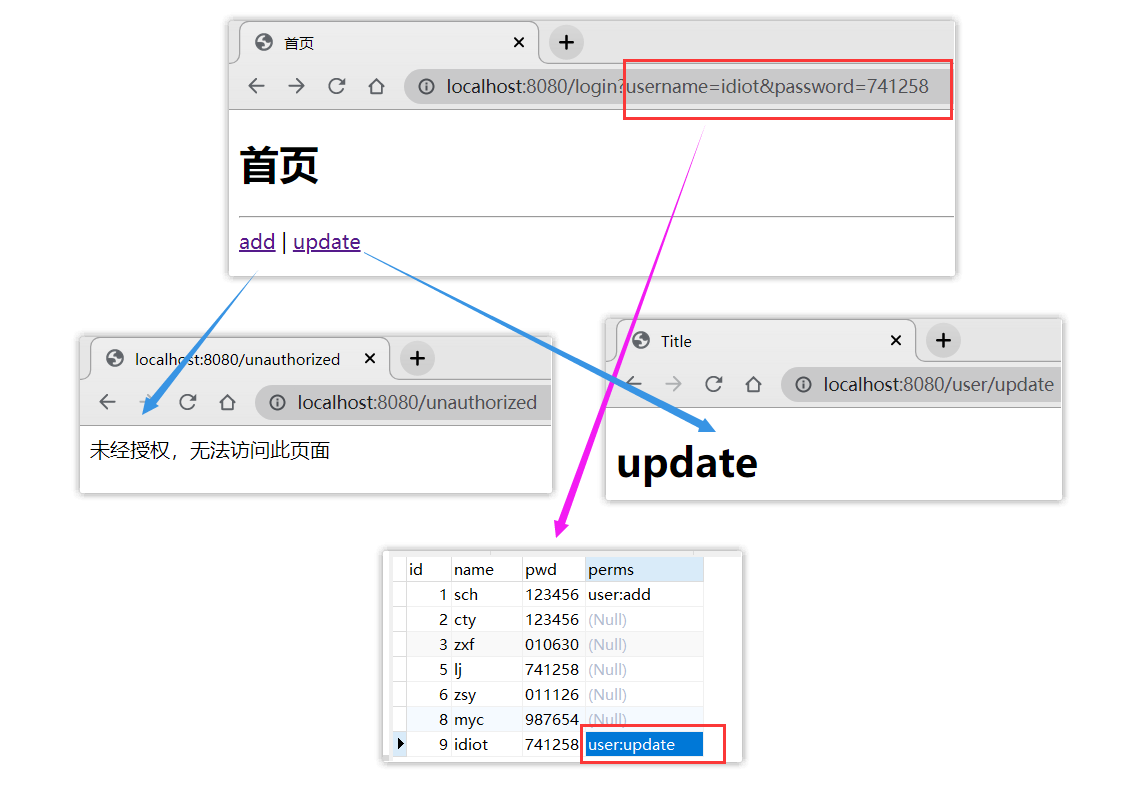 首页
localhost:8080/login?username=idiot&password=741258
首页
add | update
localhost:8080/unauthorized
localhost:8080/unauthorized
未经授权，无法访问此页面
Title
localhost:8080/user/update
update
id name pwd perms
1 sch 123456 user:add
2 cty 123456 (Null)
3 zxf 010630 (Null)
5 lj 741258 (Null)
6 zsy 011126 (Null)
8 myc 987654 (Null)
9 idiot 741258 user:update